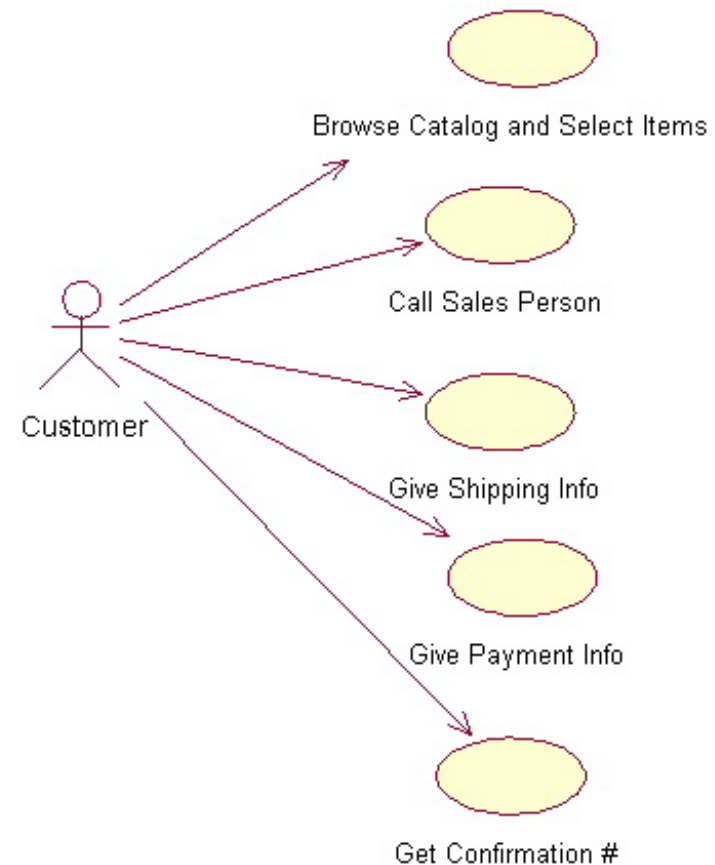 Browse Catalog and Select Items
Call Sales Person
Customer
Give Shipping Info
Give Payment Info
Get Confirmation #